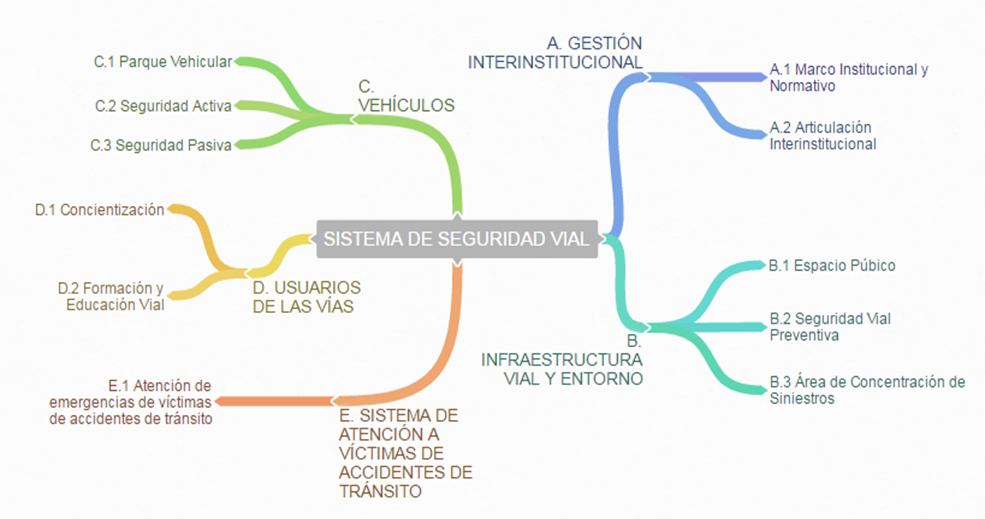 SISTEMA DE SEGURIDAD VIAL
A. GESTIÓN
INTERINSTITUCIONAL
A.1 Marco Institucional y
Normativo
A.2 Articulación
Interinstitucional
B.
INFRAESTRUCTURA
VIAL Y ENTORNO
B.1 Espacio Púbico
B.2 Seguridad Vial
Preventiva
B.3 Área de Concentración de
Siniestros
C.
VEHÍCULOS
C.1 Parque Vehicular
C.2 Seguridad Activa
C.3 Seguridad Pasiva
D. USUARIOS
DE LAS VÍAS
D.1 Concientización
D.2 Formación y
Educación Vial
E. SISTEMA DE
ATENCIÓN A
VÍCTIMAS DE
ACCIDENTES DE
TRÁNSITO
E.1 Atención de
emergencias de víctimas
de accidentes de tránsito